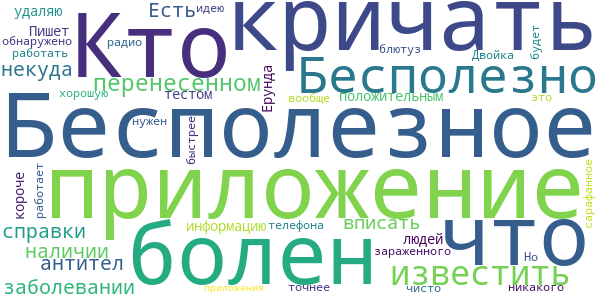 удаляю
Есть
идею
Кто
кричать
Пишет
обнаружено
радио
блютуз
Двойка
будет
работать
некуда
перенесенном
Бесполезно
хорошую
тестом
Ерунда
вообще
положительным
это
Бесполезное
нужен
быстрее
короче
работает
приложение
сарафанное
справки
информацию
телефона
вписать
болен
что
людей
наличии
зараженного
Но
антител
известить
заболевании
приложения
точнее
чисто
никакого